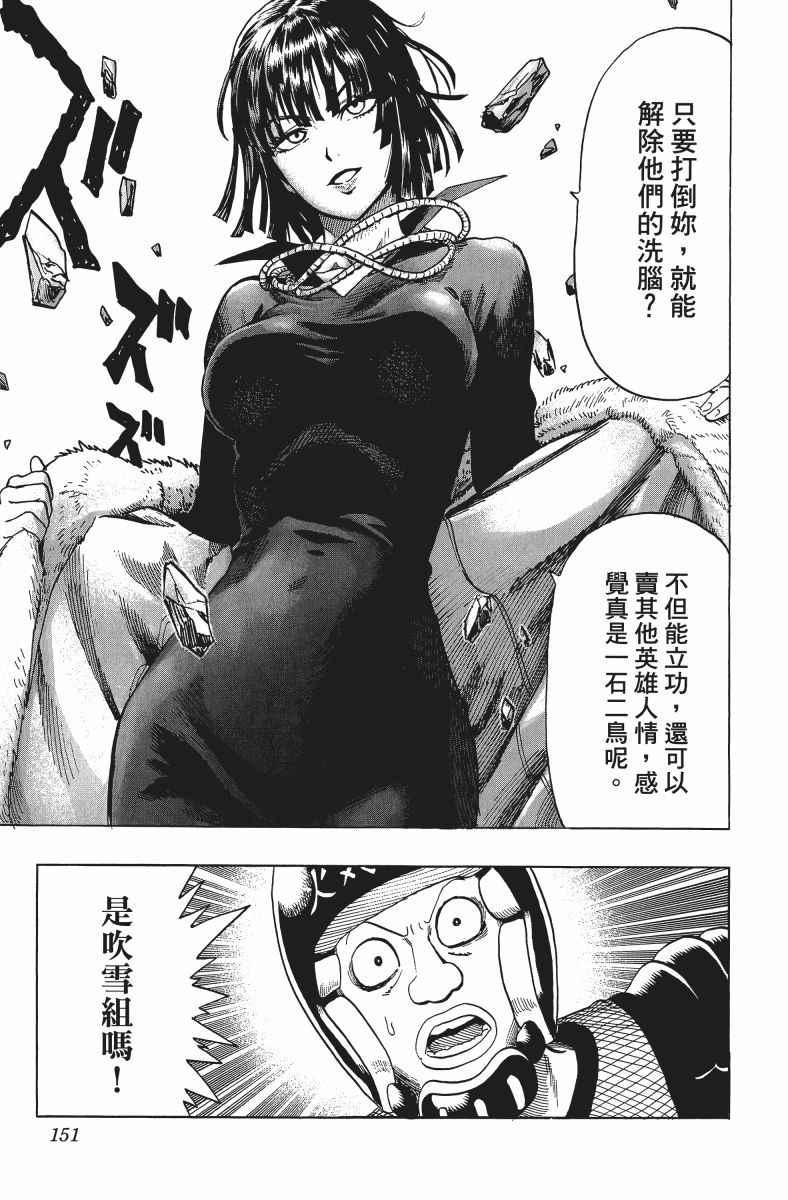 只要打倒妳，就能
解除他們的洗腦？
不但能立功，還可以
賣其他英雄人情，感
覺真是一石二鳥呢。
是吹雪組嗎！
151